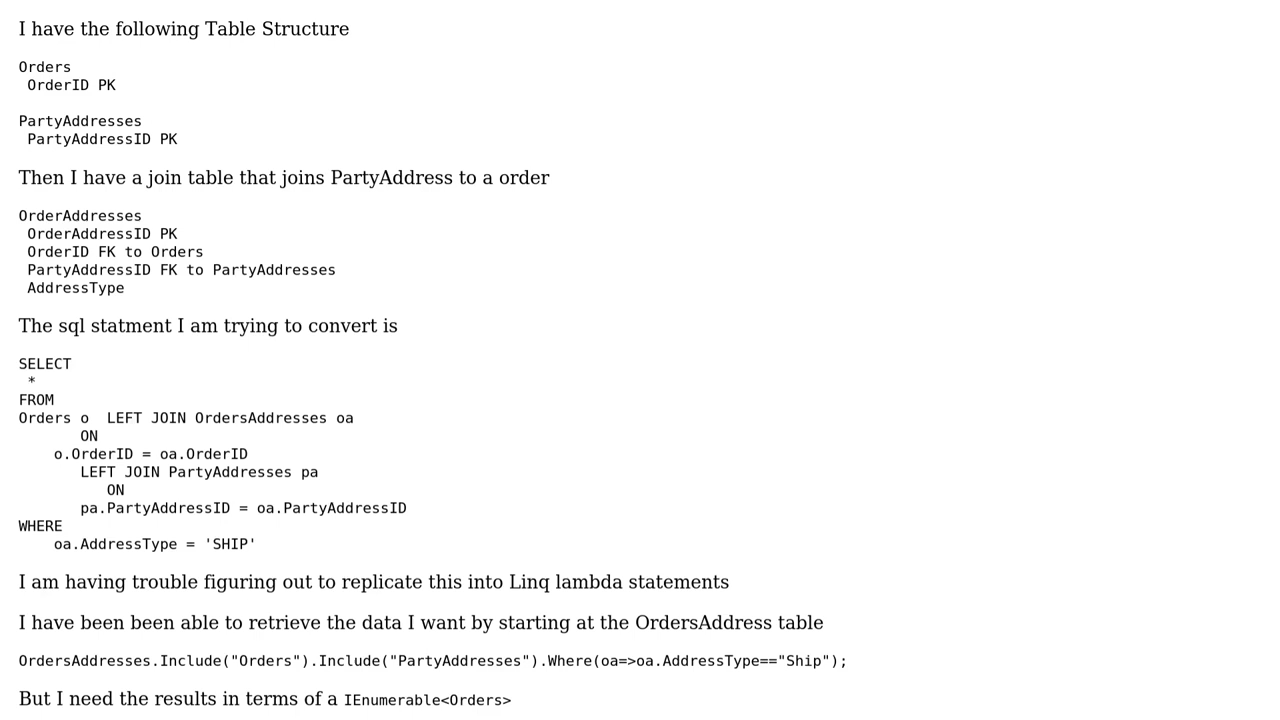 I have the following Table Structure
Orders
 OrderID PK
PartyAddresses
 PartyAddressID PK
Then I have a join table that joins PartyAddress to a order
OrderAddresses
 OrderAddressID PK
 OrderID FK to Orders
 PartyAddressID FK to PartyAddresses
 AddressType
The sql statment I am trying to convert is
SELECT
 *
FROM
Orders o  LEFT JOIN OrdersAddresses oa
       ON
    o.OrderID = oa.OrderID
       LEFT JOIN PartyAddresses pa
          ON
       pa.PartyAddressID = oa.PartyAddressID
WHERE
    oa.AddressType = 'SHIP'
I am having trouble figuring out to replicate this into Linq lambda statements
I have been been able to retrieve the data I want by starting at the OrdersAddress table
OrdersAddresses.Include("Orders").Include("PartyAddresses").Where(oa=>oa.AddressType=="Ship");
But I need the results in terms of a IEnumerable<Orders>